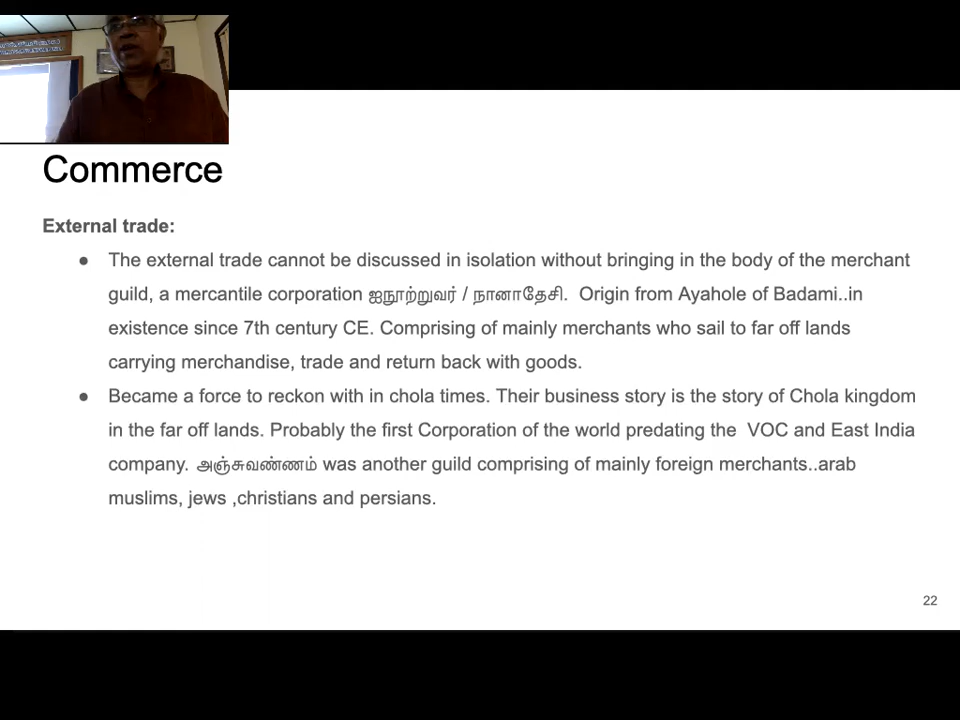 Commerce
External trade:
● The external trade cannot be discussed in isolation without bringing in the body of the merchant
guild, a mercantile corporation ஐநூற்றுவர் / நானாதேசி. Origin from Ayahole of Badami..in
existence since 7th century CE. Comprising of mainly merchants who sail to far off lands
carrying merchandise, trade and return back with goods.
● Became a force to reckon with in chola times. Their business story is the story of Chola kingdom
in the far off lands. Probably the first Corporation of the world predating the VOC and East India
company. அஞ்சுவண்ணம் was another guild comprising of mainly foreign merchants..arab
muslims, jews ,christians and persians.
22